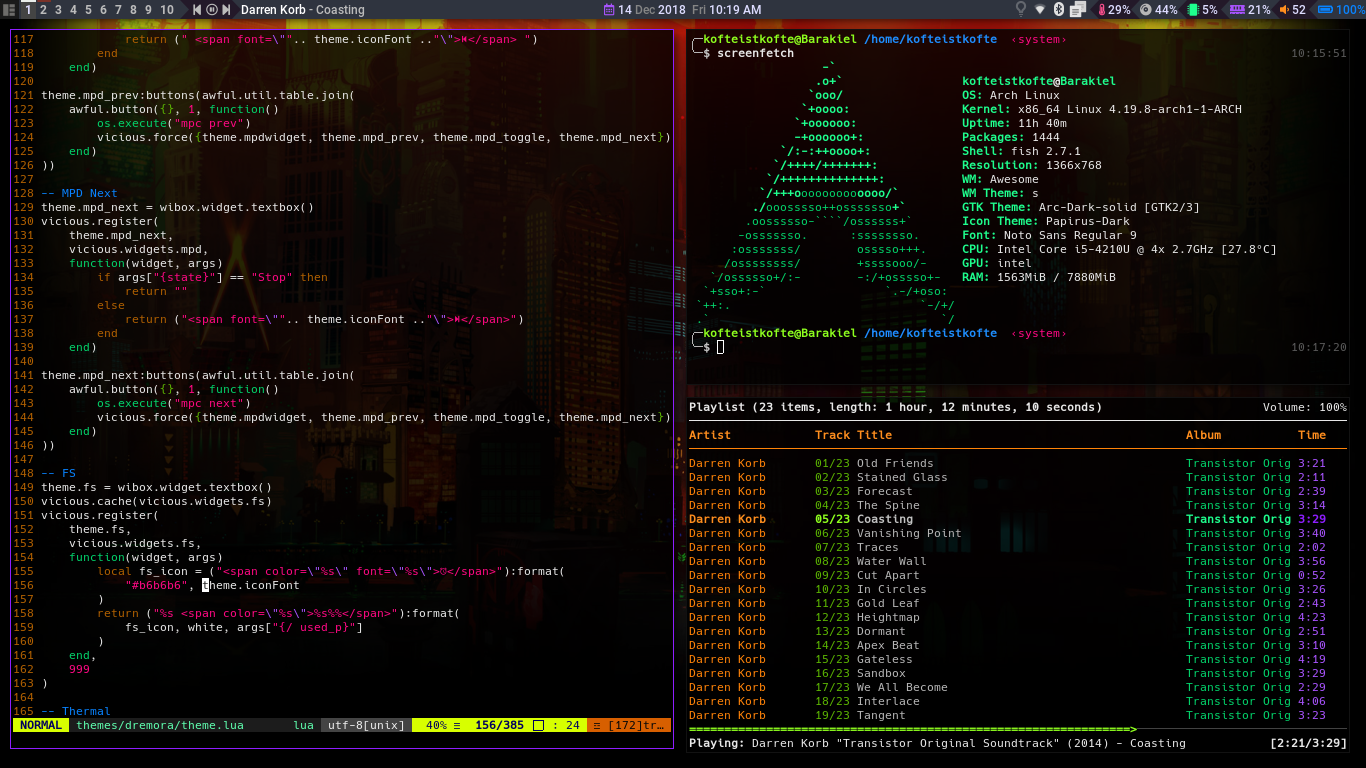 1 2 3 4 5 6 7 8 9 10 Darren Korb - Coasting 14 Dec 2018 Fri 10:19 AM 29% 44% 5% 21% 52 100%
117 return (" <span font=\"".. theme.iconFont .."\"></span> ")
118 end
119 end)
120
121 theme.mpd_prev:buttons(awful.util.table.join(
122 awful.button({}, 1, function()
123 os.execute("mpc prev")
124 vicious.force({theme.mpdwidget, theme.mpd_prev, theme.mpd_toggle, theme.mpd_next})
125 end)
126 ))
127
128 -- MPD Next
129 theme.mpd_next = wibox.widget.textbox()
130 vicious.register(
131 theme.mpd_next,
132 vicious.widgets.mpd,
133 function(widget, args)
134 if args["{state}"] == "Stop" then
135 return ""
136 else
137 return ("<span font=\"".. theme.iconFont .."\"></span>")
138 end
139 end)
140
141 theme.mpd_next:buttons(awful.util.table.join(
142 awful.button({}, 1, function()
143 os.execute("mpc next")
144 vicious.force({theme.mpdwidget, theme.mpd_prev, theme.mpd_toggle, theme.mpd_next})
145 end)
146 ))
147
148 -- FS
149 theme.fs = wibox.widget.textbox()
150 vicious.cache(vicious.widgets.fs)
151 vicious.register(
152 theme.fs,
153 vicious.widgets.fs,
154 function(widget, args)
155 local fs_icon = ("<span color=\"%s\" font=\"%s\"></span>"):format(
156 "#b6b6b6", theme.iconFont
157 )
158 return ("%s <span color=\"%s\">%s%%</span>"):format(
159 fs_icon, white, args["{/ used_p}"]
160 )
161 end,
162 999
163 )
164
165 -- Thermal
NORMAL themes/dremora/theme.lua lua utf-8[unix] 40% ≡ 156/385 : 24 [172]tr…
kofteistkofte@Barakiel /home/kofteistkofte ‹system›
$ screenfetch 10:15:51
-`
.o+` kofteistkofte@Barakiel
`ooo/ OS: Arch Linux
`+oooo: Kernel: x86_64 Linux 4.19.8-arch1-1-ARCH
`+oooooo: Uptime: 11h 40m
-+oooooo+: Packages: 1444
`/:-:++oooo+: Shell: fish 2.7.1
`/++++/+++++++: Resolution: 1366x768
`/++++++++++++++: WM: Awesome
`/+++ooooooooooooo/` WM Theme: s
./ooosssso++osssssso+` GTK Theme: Arc-Dark-solid [GTK2/3]
.oossssso-````/ossssss+` Icon Theme: Papirus-Dark
-osssssso. :ssssssso. Font: Noto Sans Regular 9
:osssssss/ osssso+++. CPU: Intel Core i5-4210U @ 4x 2.7GHz [27.8°C]
/ossssssss/ +ssssooo/- GPU: intel
`/ossssso+/:- -:/+osssso+- RAM: 1563MiB / 7880MiB
`+sso+:-` `.-/+oso:
`++:. `-/+/
.` `/
kofteistkofte@Barakiel /home/kofteistkofte ‹system›
$ 10:17:20
Playlist (23 items, length: 1 hour, 12 minutes, 10 seconds) Volume: 100%
Artist Track Title Album Time
Darren Korb 01/23 Old Friends Transistor Orig 3:21
Darren Korb 02/23 Stained Glass Transistor Orig 2:11
Darren Korb 03/23 Forecast Transistor Orig 2:39
Darren Korb 04/23 The Spine Transistor Orig 3:14
Darren Korb 05/23 Coasting Transistor Orig 3:29
Darren Korb 06/23 Vanishing Point Transistor Orig 3:40
Darren Korb 07/23 Traces Transistor Orig 2:02
Darren Korb 08/23 Water Wall Transistor Orig 3:56
Darren Korb 09/23 Cut Apart Transistor Orig 0:52
Darren Korb 10/23 In Circles Transistor Orig 3:26
Darren Korb 11/23 Gold Leaf Transistor Orig 2:43
Darren Korb 12/23 Heightmap Transistor Orig 4:23
Darren Korb 13/23 Dormant Transistor Orig 2:51
Darren Korb 14/23 Apex Beat Transistor Orig 3:10
Darren Korb 15/23 Gateless Transistor Orig 4:19
Darren Korb 16/23 Sandbox Transistor Orig 3:29
Darren Korb 17/23 We All Become Transistor Orig 2:29
Darren Korb 18/23 Interlace Transistor Orig 4:06
Darren Korb 19/23 Tangent Transistor Orig 3:23
Playing: Darren Korb "Transistor Original Soundtrack" (2014) - Coasting [2:21/3:29]